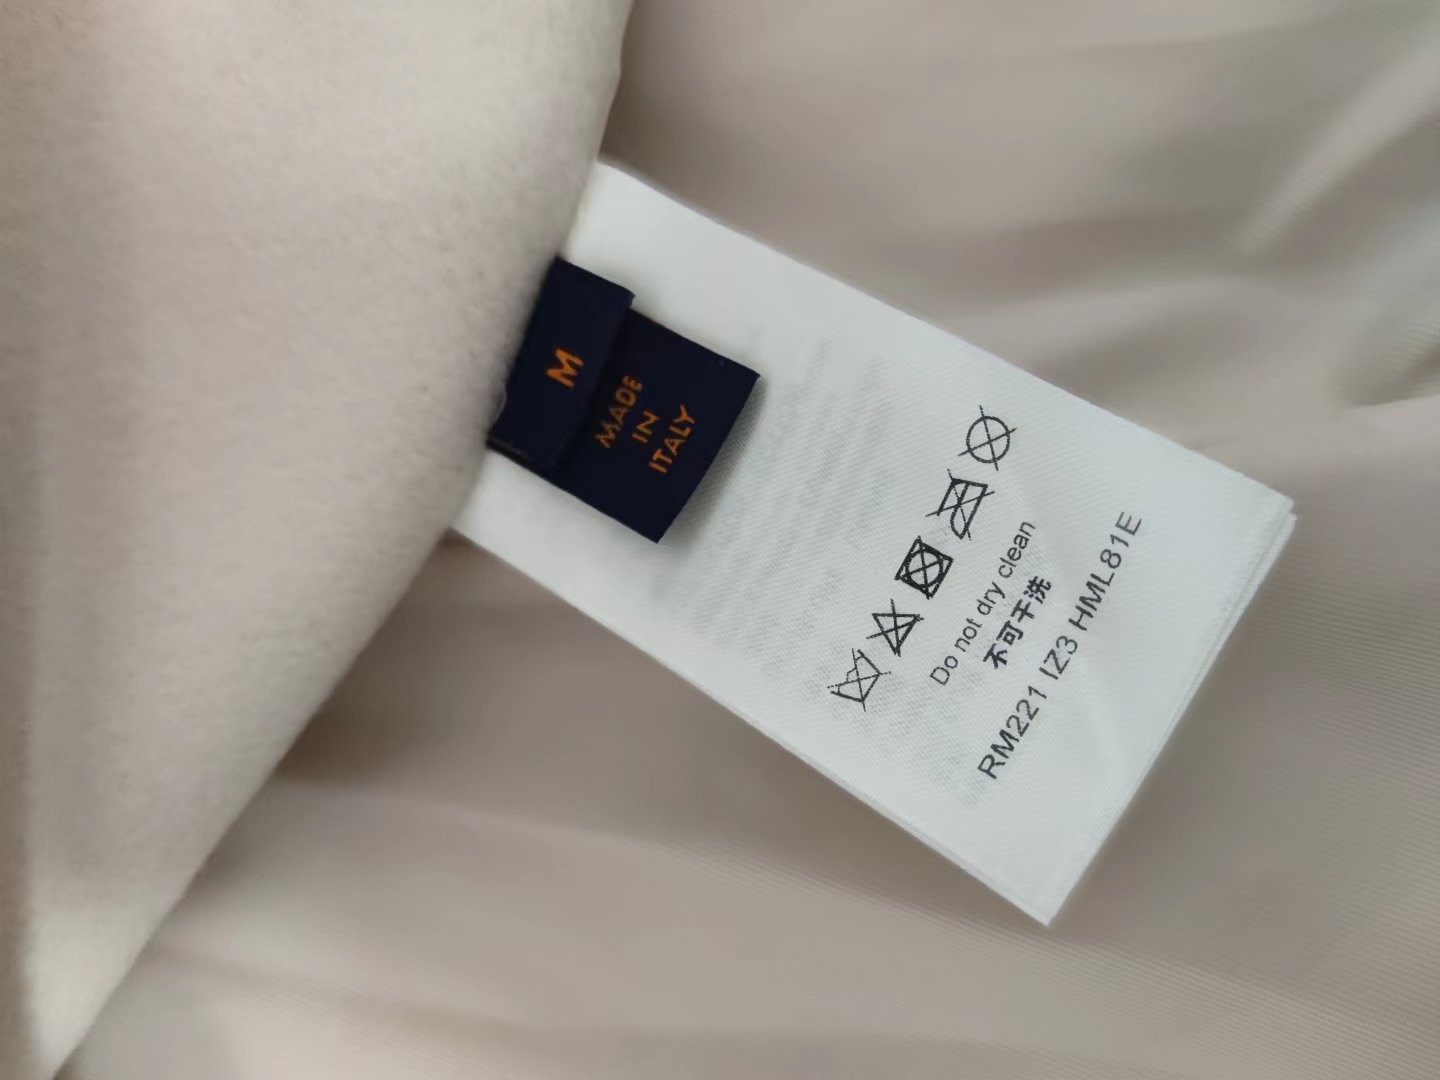 M
MADE
IN
ITALY
Do not dry clean
不可干洗
RM221 IZ3 HML81E